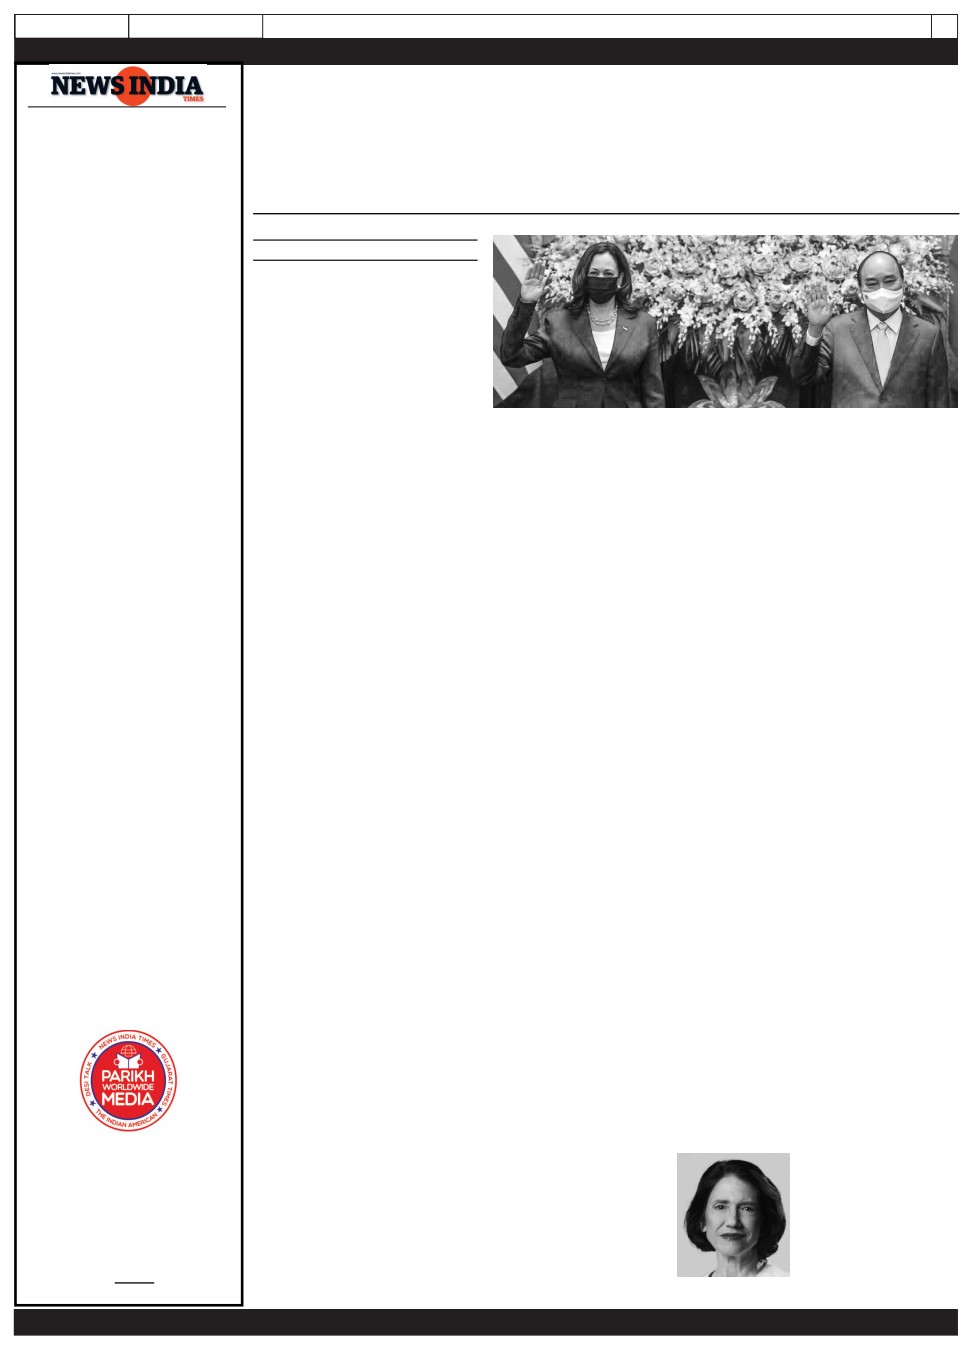 NEWS INDIA
TIMES
NEWS INDIA TIMES
GUJARAT TIMES
THE INDIAN AMERICAN
DESI TALK
PARIKH
WORLDWIDE
MEDIA